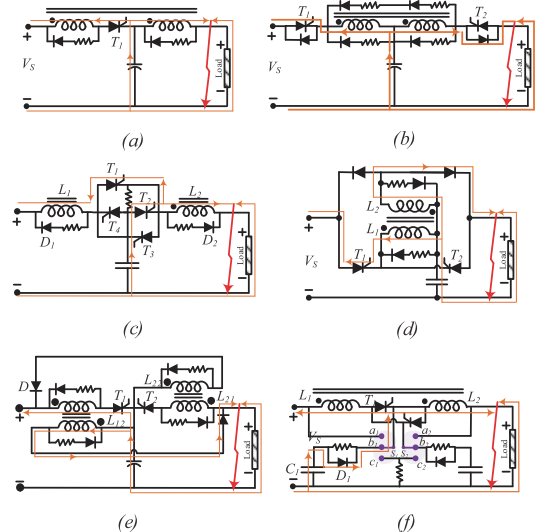 T1
VS
+
−
+
−
Load
(a)
T1
T2
+
VS
−
+
−
Load
(b)
L1
T1
T2
L2
+
D1
T4
T3
D2
+
−
Load
−
(c)
L2
L1
+
VS
T1
T2
+
−
Load
−
(d)
D
L22
T1
T2
L21
+
L12
+
−
Load
−
(e)
L1
T
L2
+
VS
a1
a2
b1
b2
S1
S2
C1
D1
c1
c2
+
−
Load
−
(f)